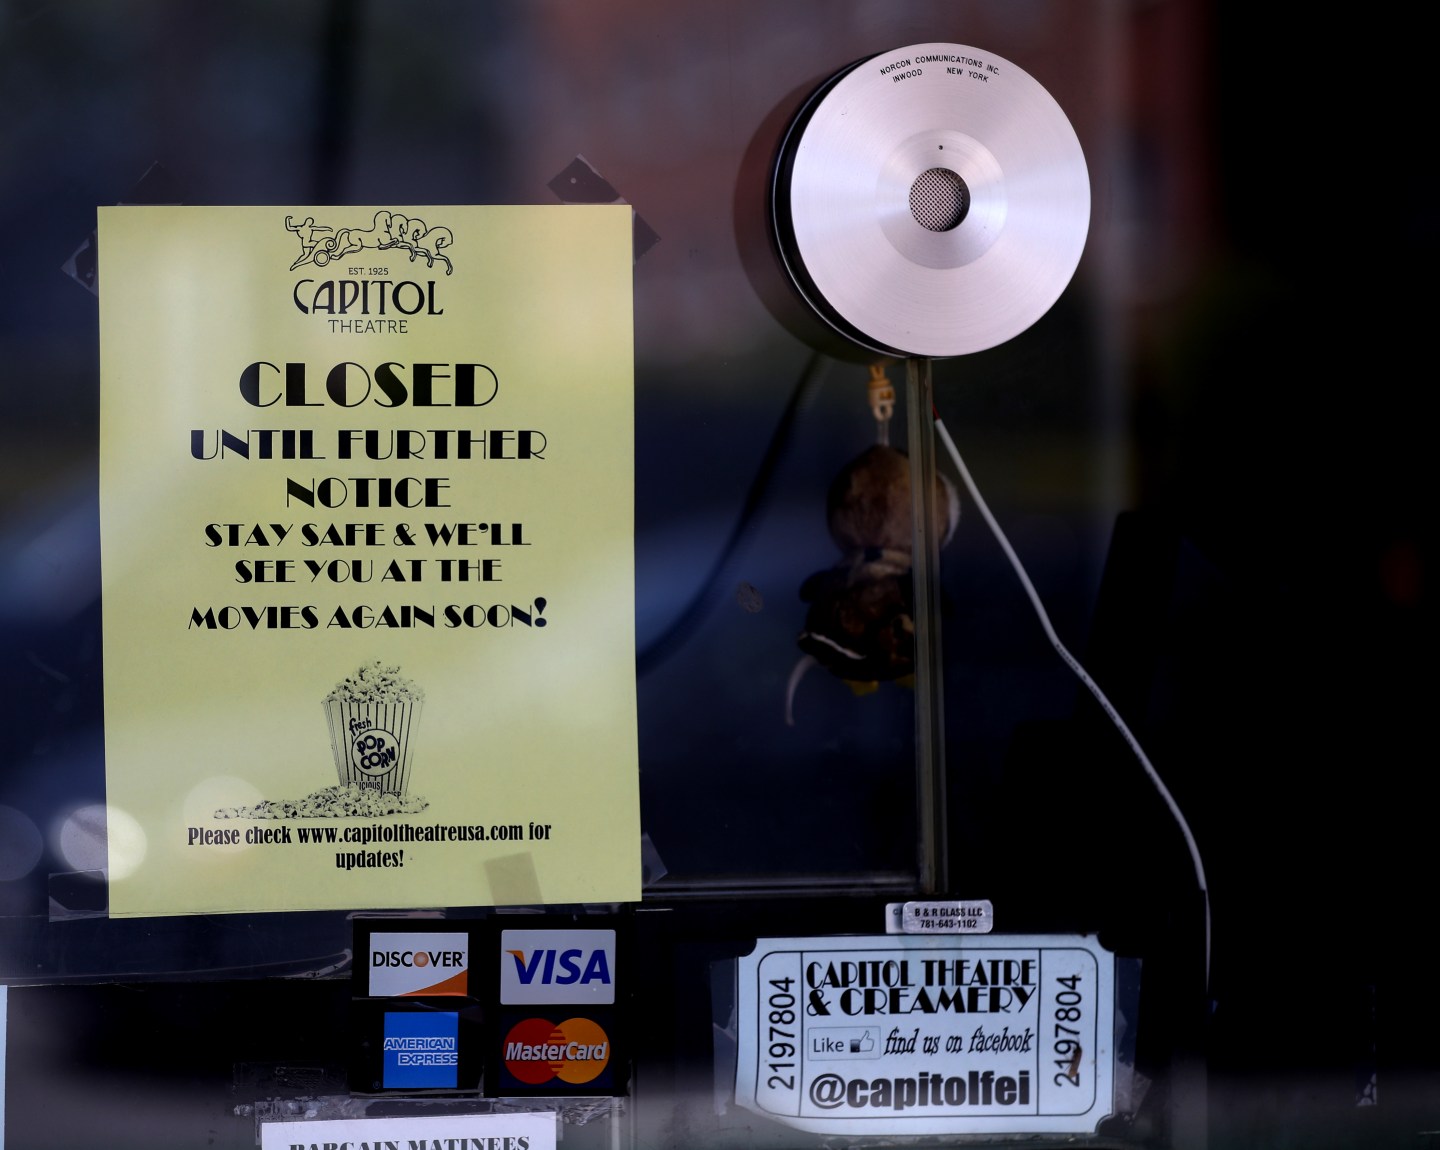 NORCON COMMUNICATIONS INC.
INWOOD NEW YORK
EST. 1925
CAPITOL
THEATRE
CLOSED
UNTIL FURTHER
NOTICE
STAY SAFE & WE'LL
SEE YOU AT THE
MOVIES AGAIN SOON!
fresh
POP
CORN
Please check www.capitoltheatreusa.com for
updates!
B & R GLASS LLC
781-643-1102
DISCOVER
VISA
AMERICAN
EXPRESS
MasterCard
2197804
CAPITOL THEATRE
& CREAMERY
Like find us on facebook
@capitolfei
2197804
BARGAIN MATINEES